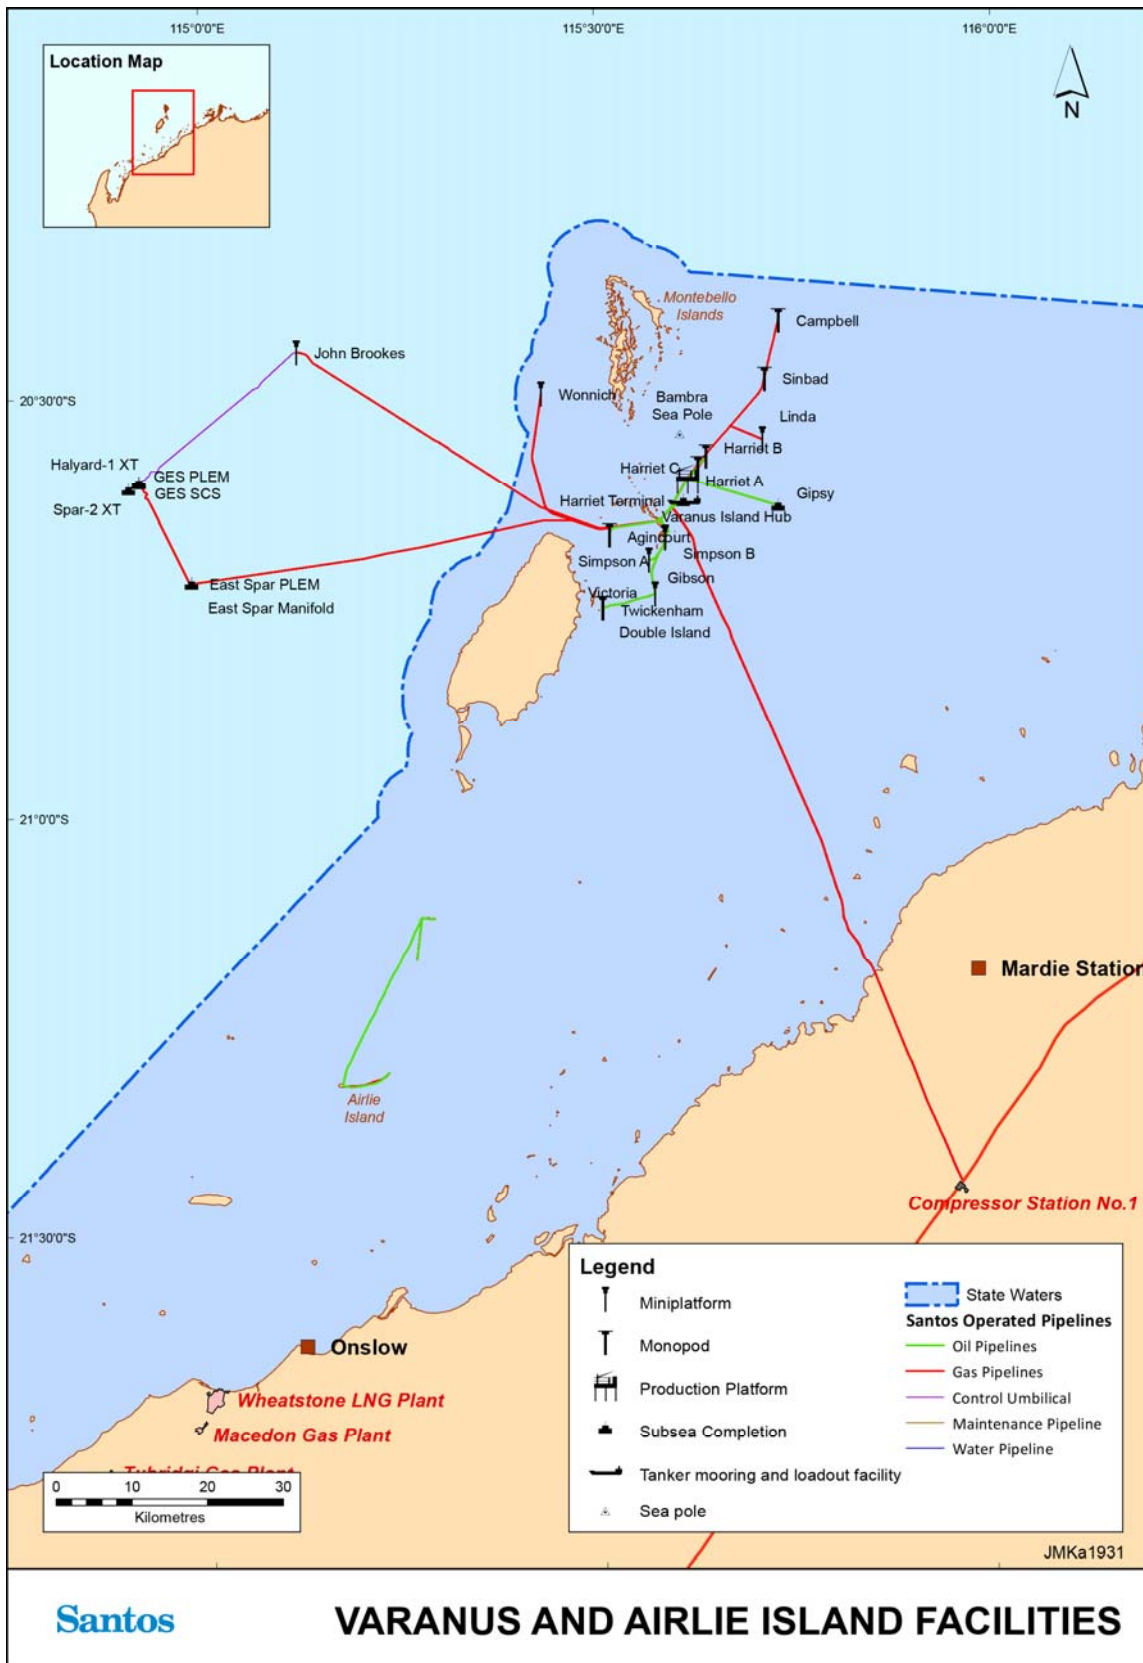 115°0'0"E
115°30'0"E
116°0'0"E
Location Map
N
Montebello
Islands
Campbell
John Brookes
Sinbad
20°30'0"S
Wonnich
Bambra
Sea Pole
Linda
Harriet B
Halyard-1 XT
GES PLEM
GES SCS
Spar-2 XT
Harriet C
Harriet A
Gipsy
Harriet Terminal
Varanus Island Hub
Agincourt
Simpson B
Simpson A
Gibson
East Spar PLEM
East Spar Manifold
Victoria
Twickenham
Double Island
21°0'0"S
Mardie Station
Airlie
Island
Compressor Station No.1
21°30'0"S
Onslow
Wheatstone LNG Plant
Macedon Gas Plant
Tubridgi Gas Plant
0 10 20 30
Kilometres
Legend
Miniplatform
Monopod
Production Platform
Subsea Completion
Tanker mooring and loadout facility
Sea pole
State Waters
Santos Operated Pipelines
Oil Pipelines
Gas Pipelines
Control Umbilical
Maintenance Pipeline
Water Pipeline
JMKa1931
Santos
VARANUS AND AIRLIE ISLAND FACILITIES